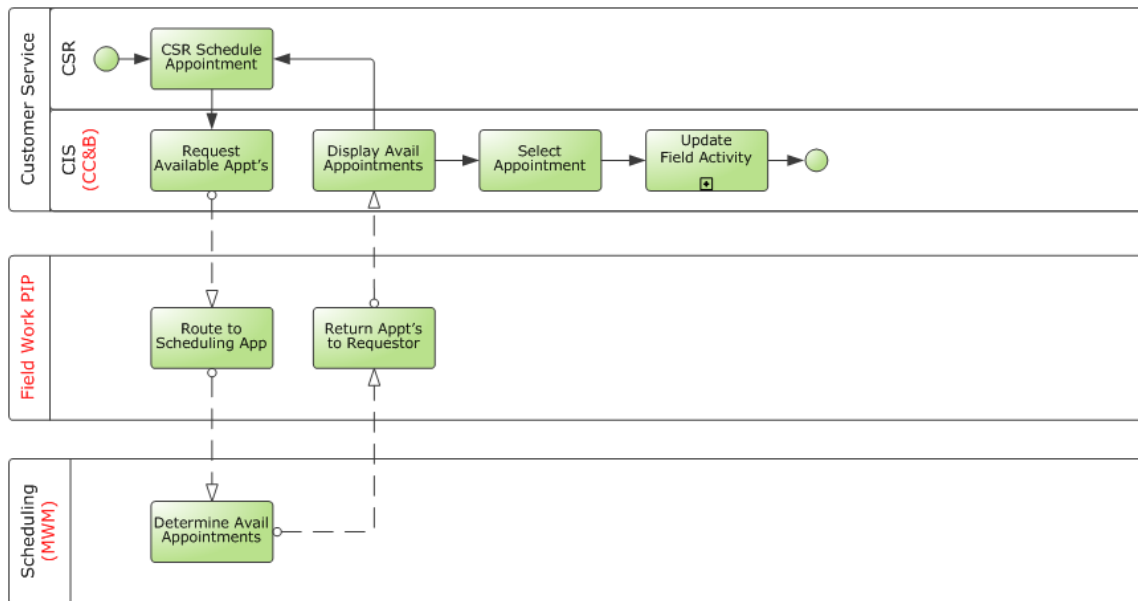 Customer Service
CSR
CSR Schedule
Appointment
CIS
(CC&B)
Request
Available Appt's
Display Avail
Appointments
Select
Appointment
Update
Field Activity
Field Work PIP
Route to
Scheduling App
Return Appt's
to Requestor
Scheduling
(MWM)
Determine Avail
Appointments